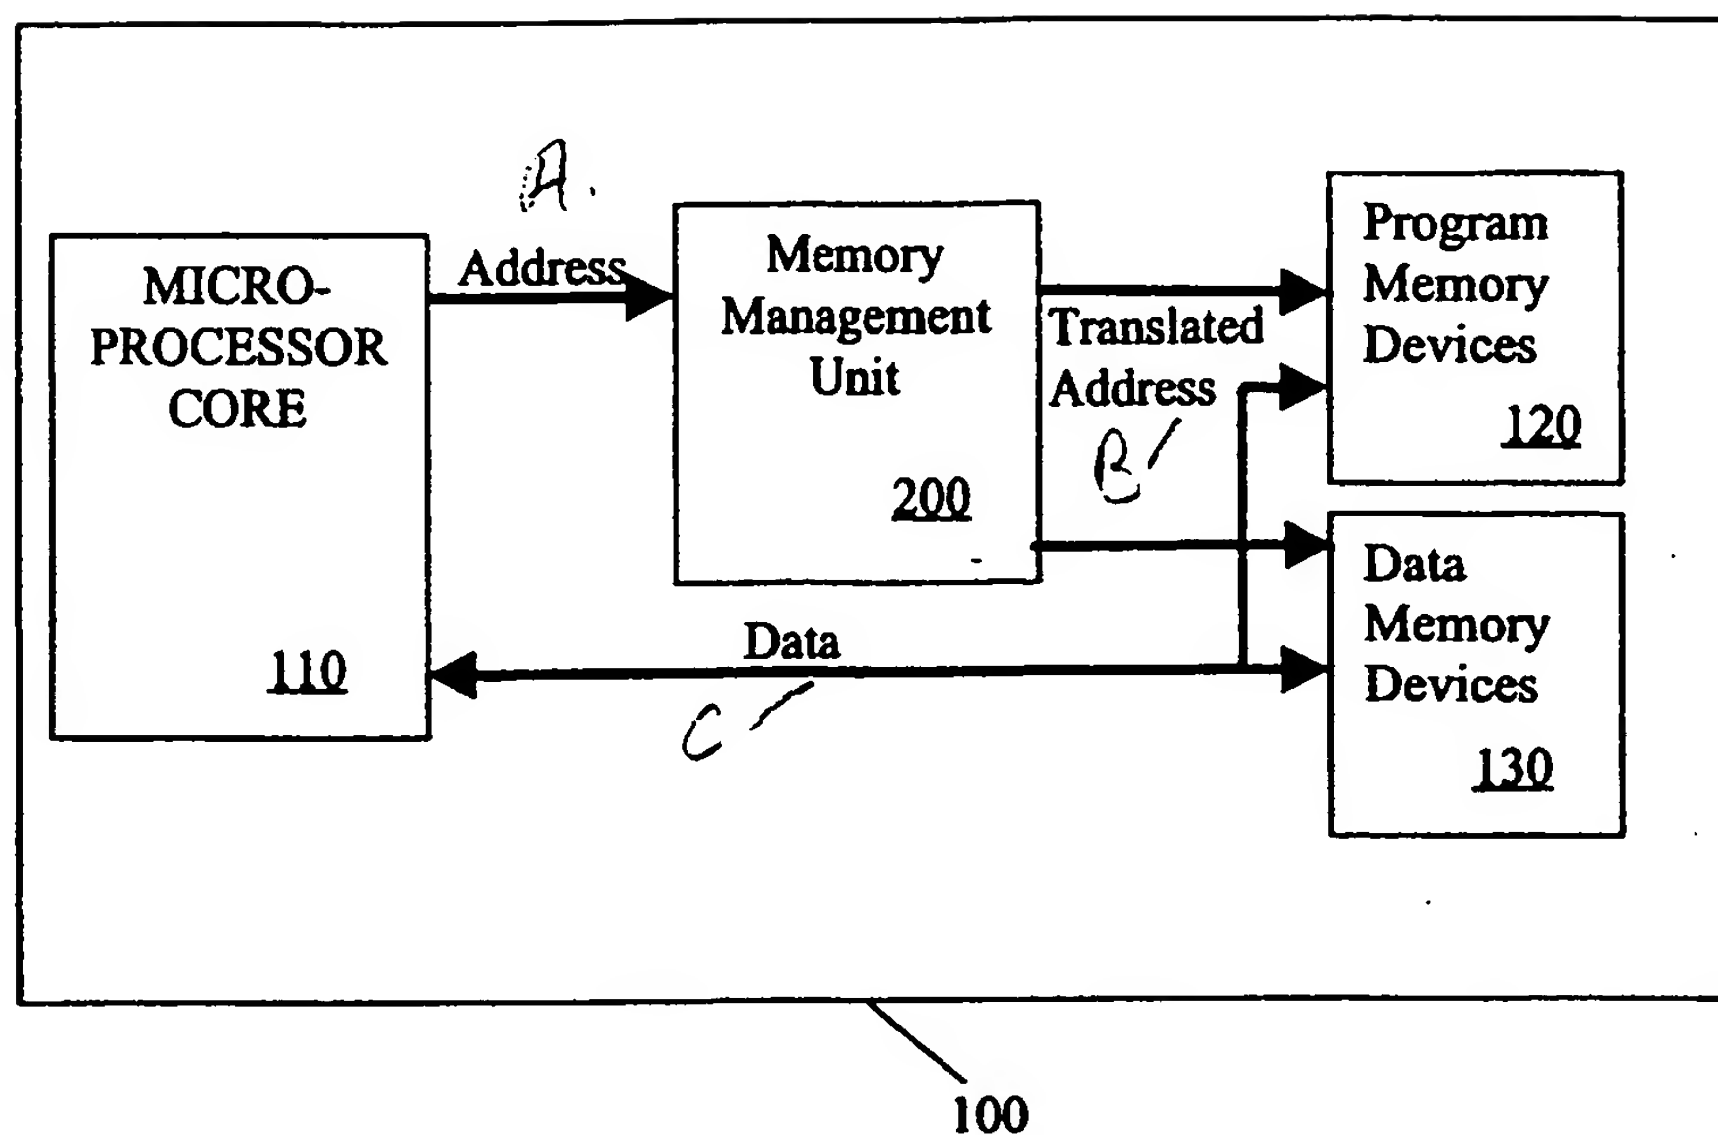 A.
MICRO-
PROCESSOR
CORE
110
Address
Memory
Management
Unit
200
Translated
Address
B
Program
Memory
Devices
120
Data
Memory
Devices
130
Data
C
100